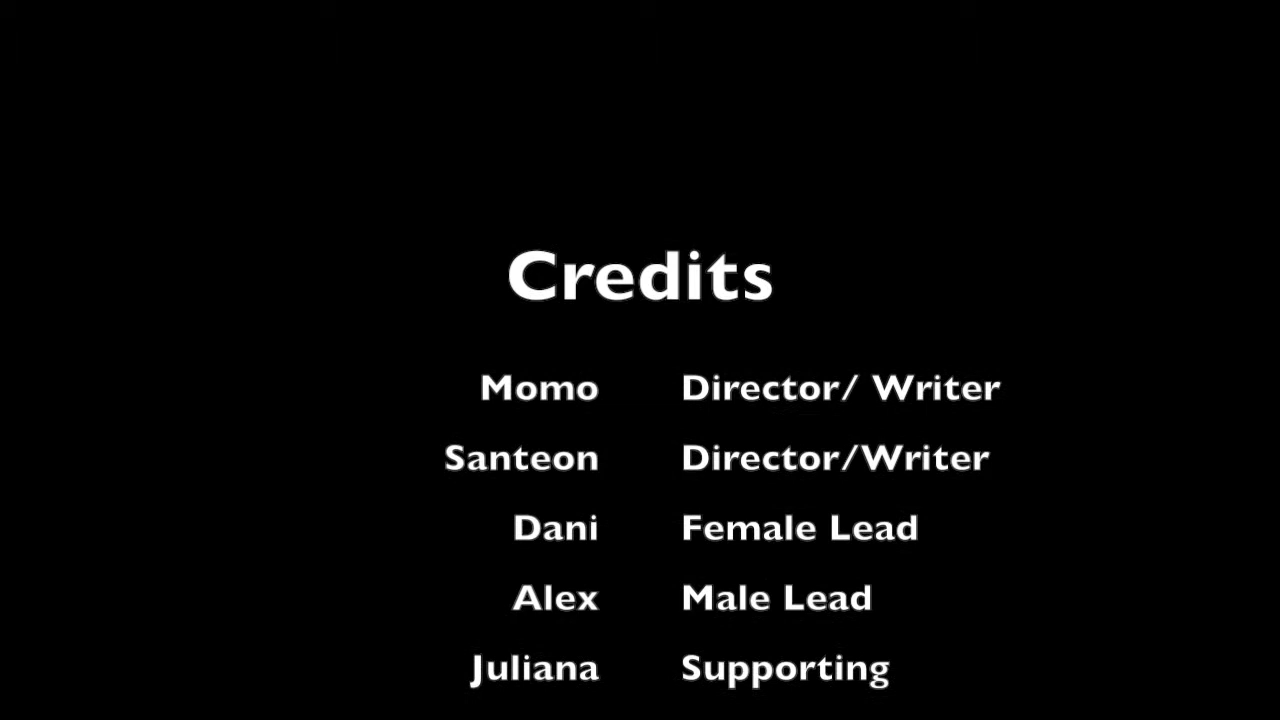 Credits
Momo Director/ Writer
Santeon Director/Writer
Dani Female Lead
Alex Male Lead
Juliana Supporting